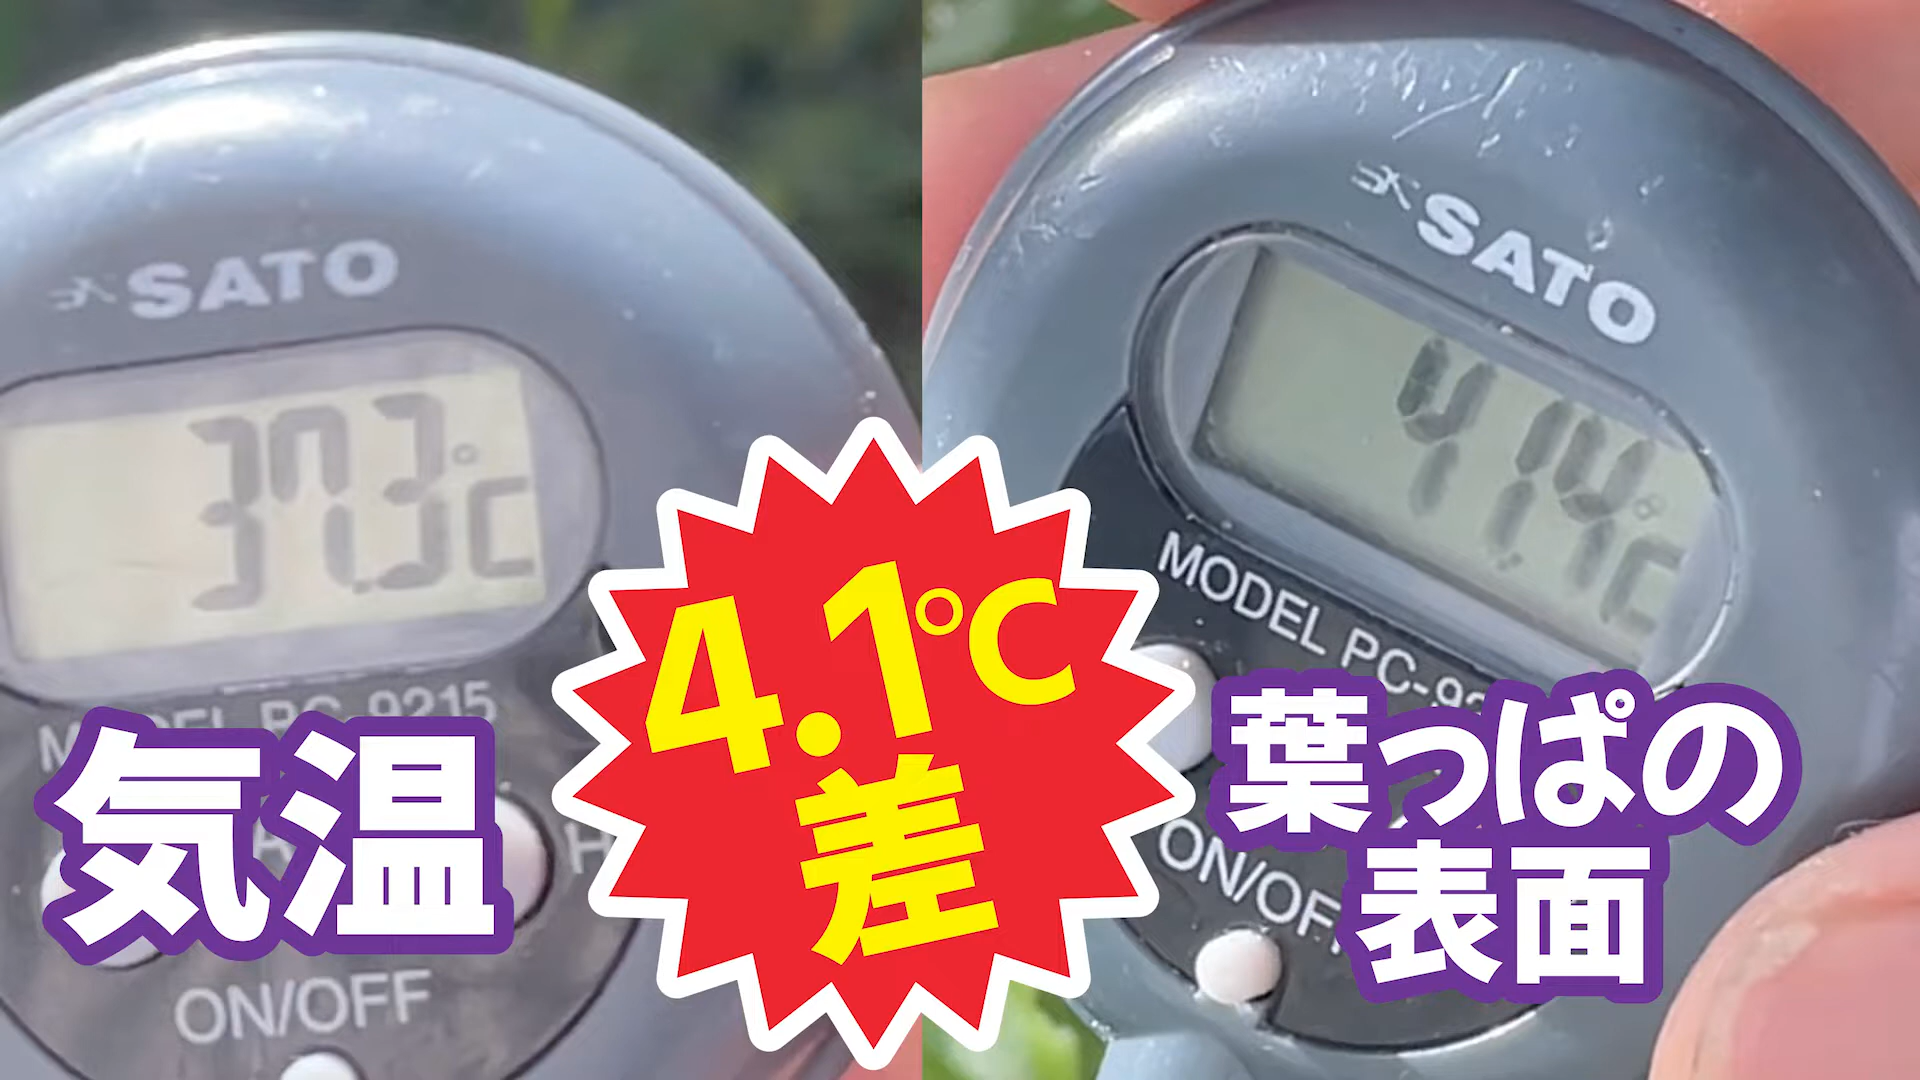 SATO
37.3°C
PC-9215
ON/OFF
気温
4.1℃
差
SATO
41.4°C
MODEL PC-92
ON/OF
葉っぱの
表面